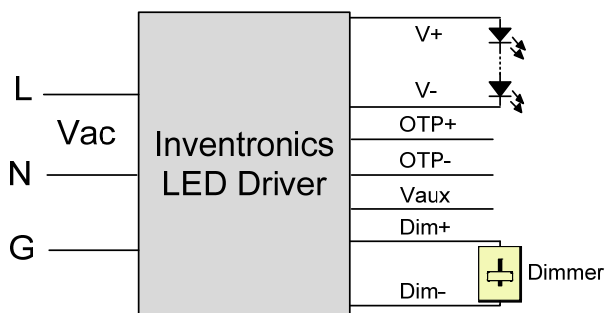 L
Vac
N
G
Inventronics
LED Driver
V+
V-
OTP+
OTP-
Vaux
Dim+
Dim-
Dimmer